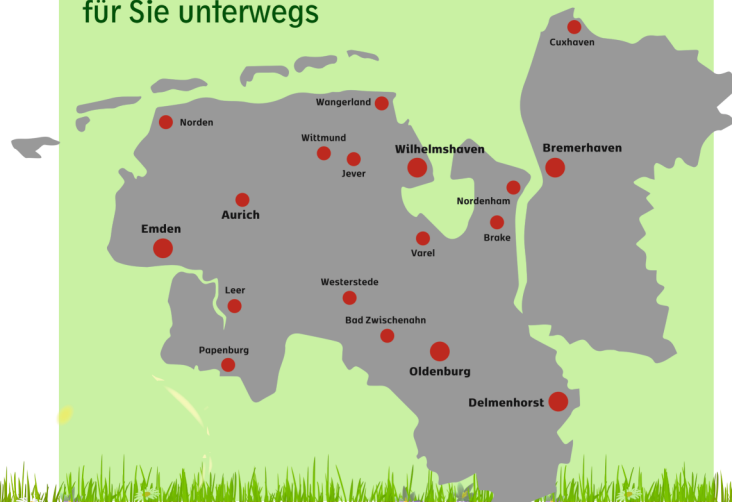 für Sie unterwegs
Cuxhaven
Wangerland
Norden
Wittmund
Wilhelmshaven
Bremerhaven
Jever
Nordenham
Aurich
Emden
Brake
Varel
Westerstede
Leer
Bad Zwischenahn
Papenburg
Oldenburg
Delmenhorst